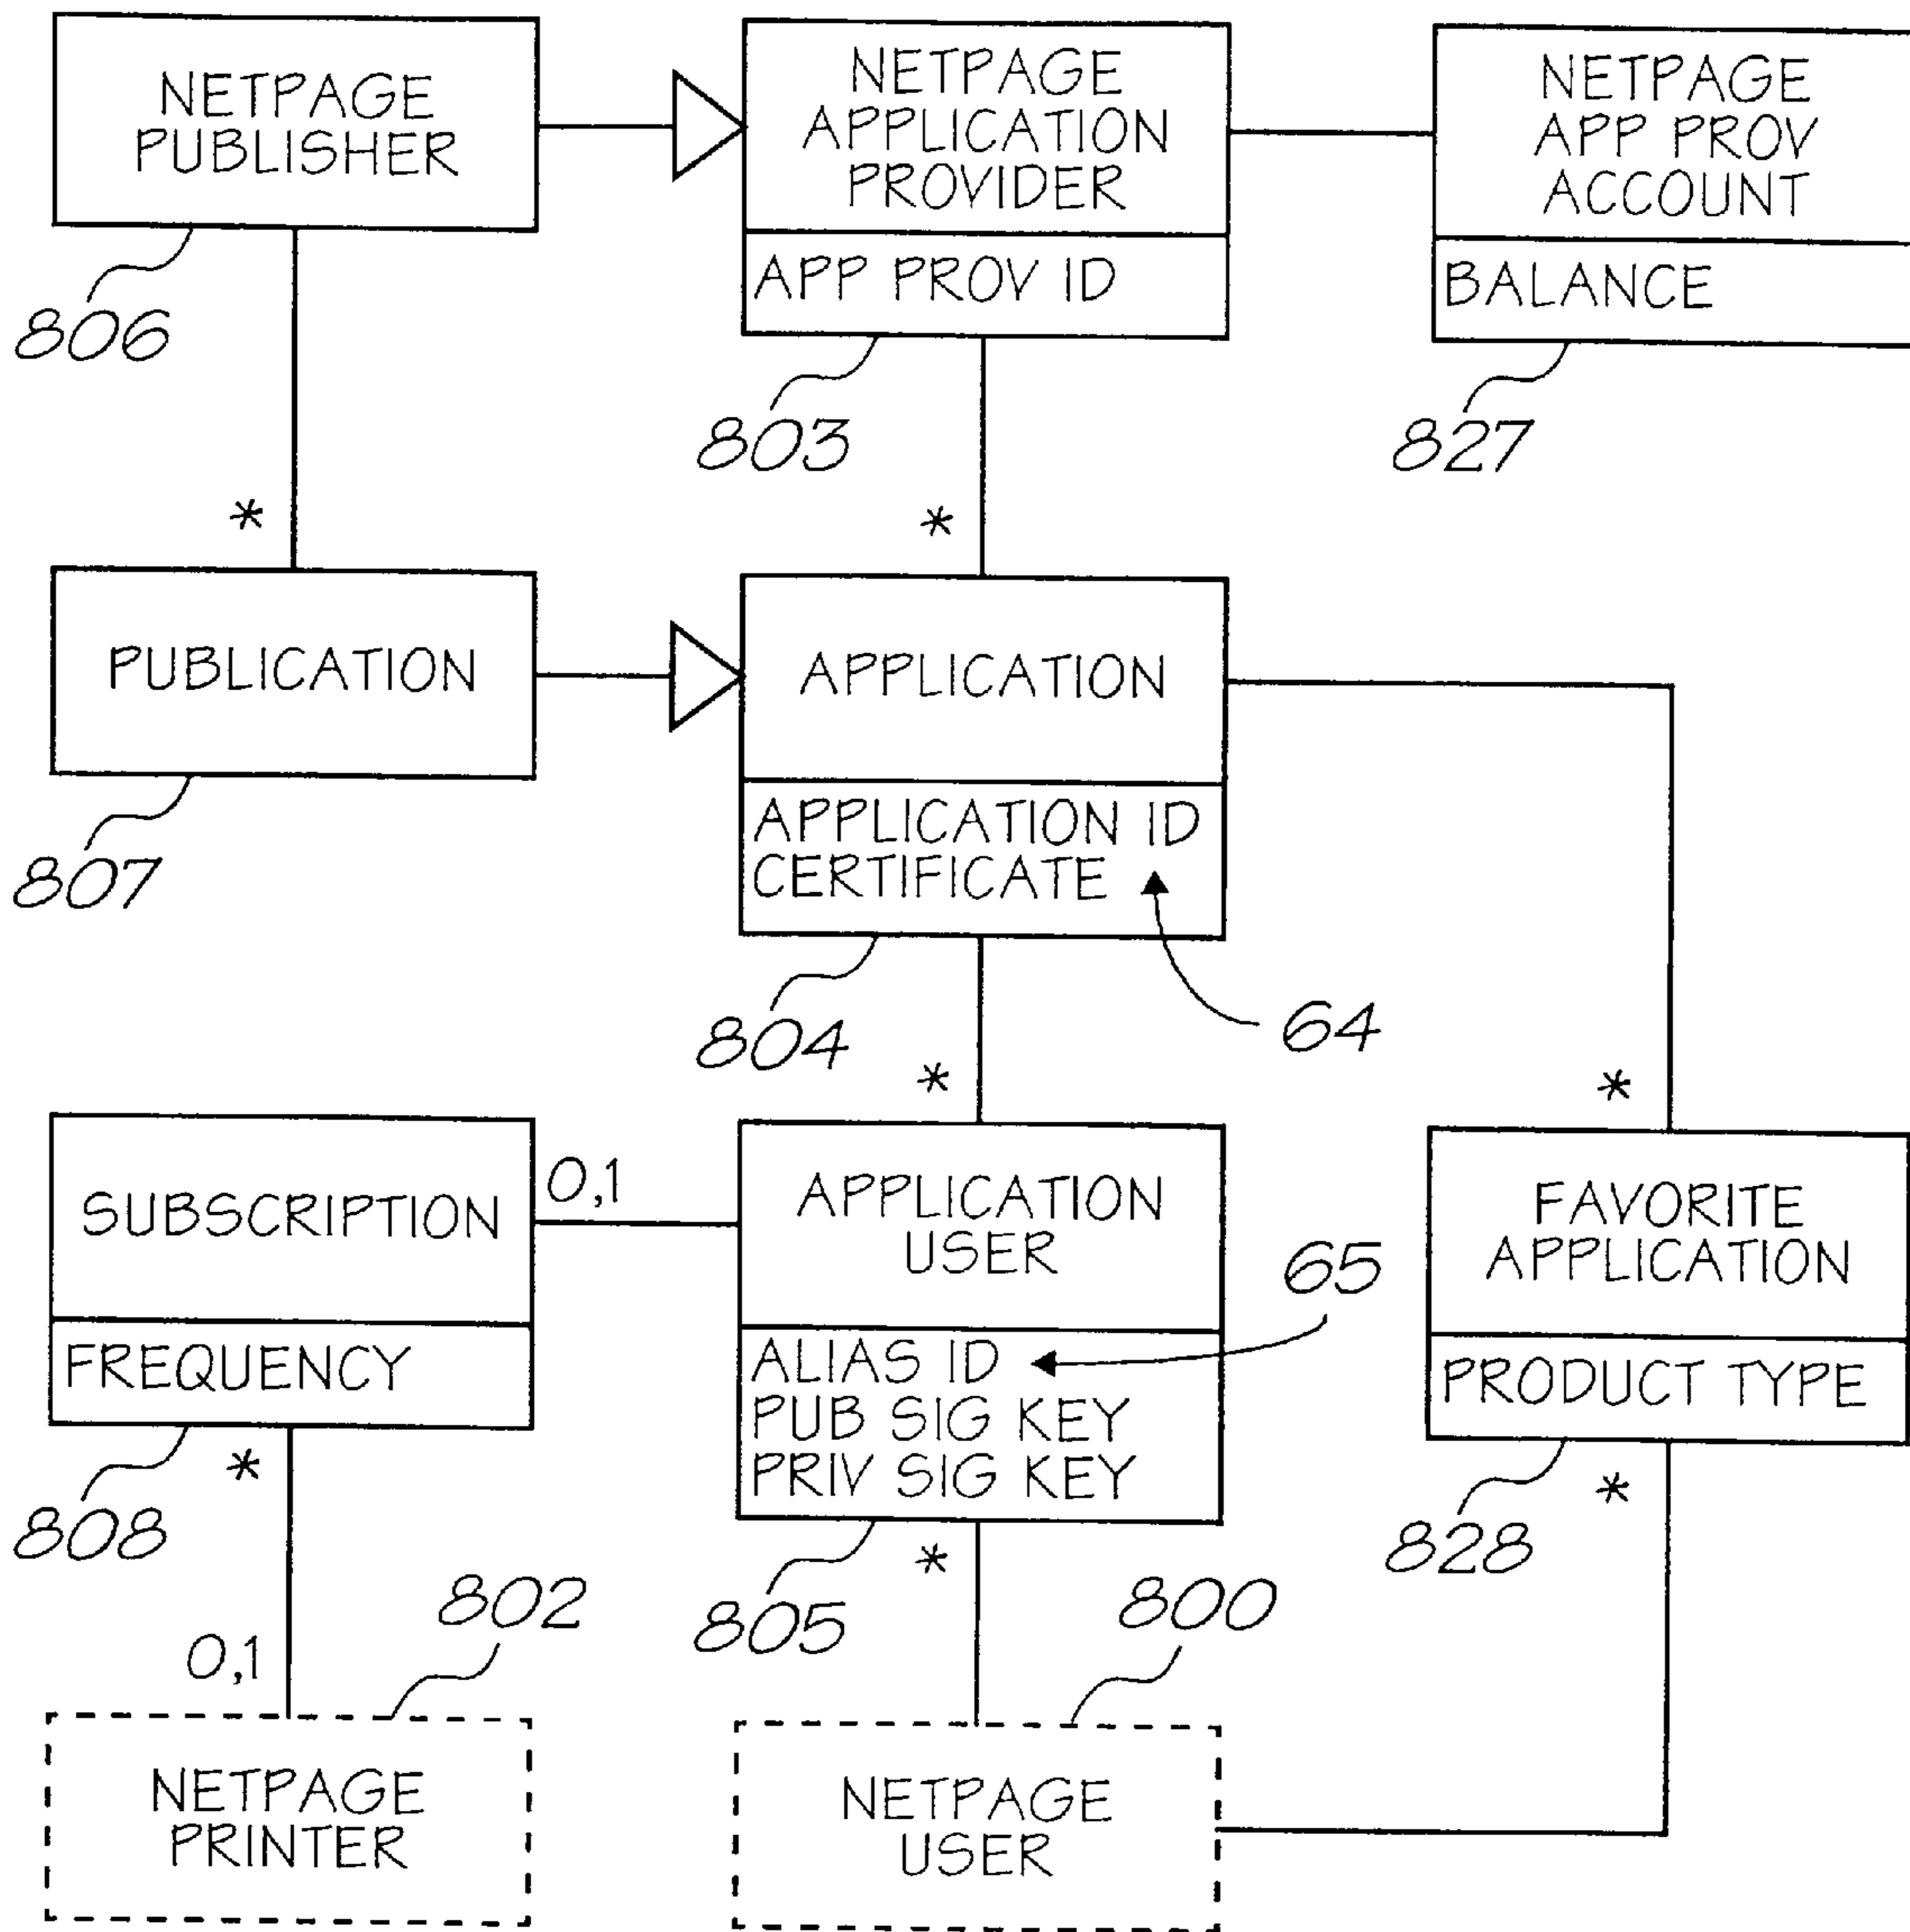 NETPAGE
PUBLISHER
NETPAGE
APPLICATION
PROVIDER
APP PROV ID
NETPAGE
APP PROV
ACCOUNT
BALANCE
806
803
827
*
*
PUBLICATION
APPLICATION
APPLICATION ID
CERTIFICATE
807
804
64
*
*
SUBSCRIPTION
FREQUENCY
0,1
APPLICATION
USER
ALIAS ID
PUB SIG KEY
PRIV SIG KEY
65
FAVORITE
APPLICATION
PRODUCT TYPE
808
*
805
*
828
*
802
800
0,1
NETPAGE
PRINTER
NETPAGE
USER